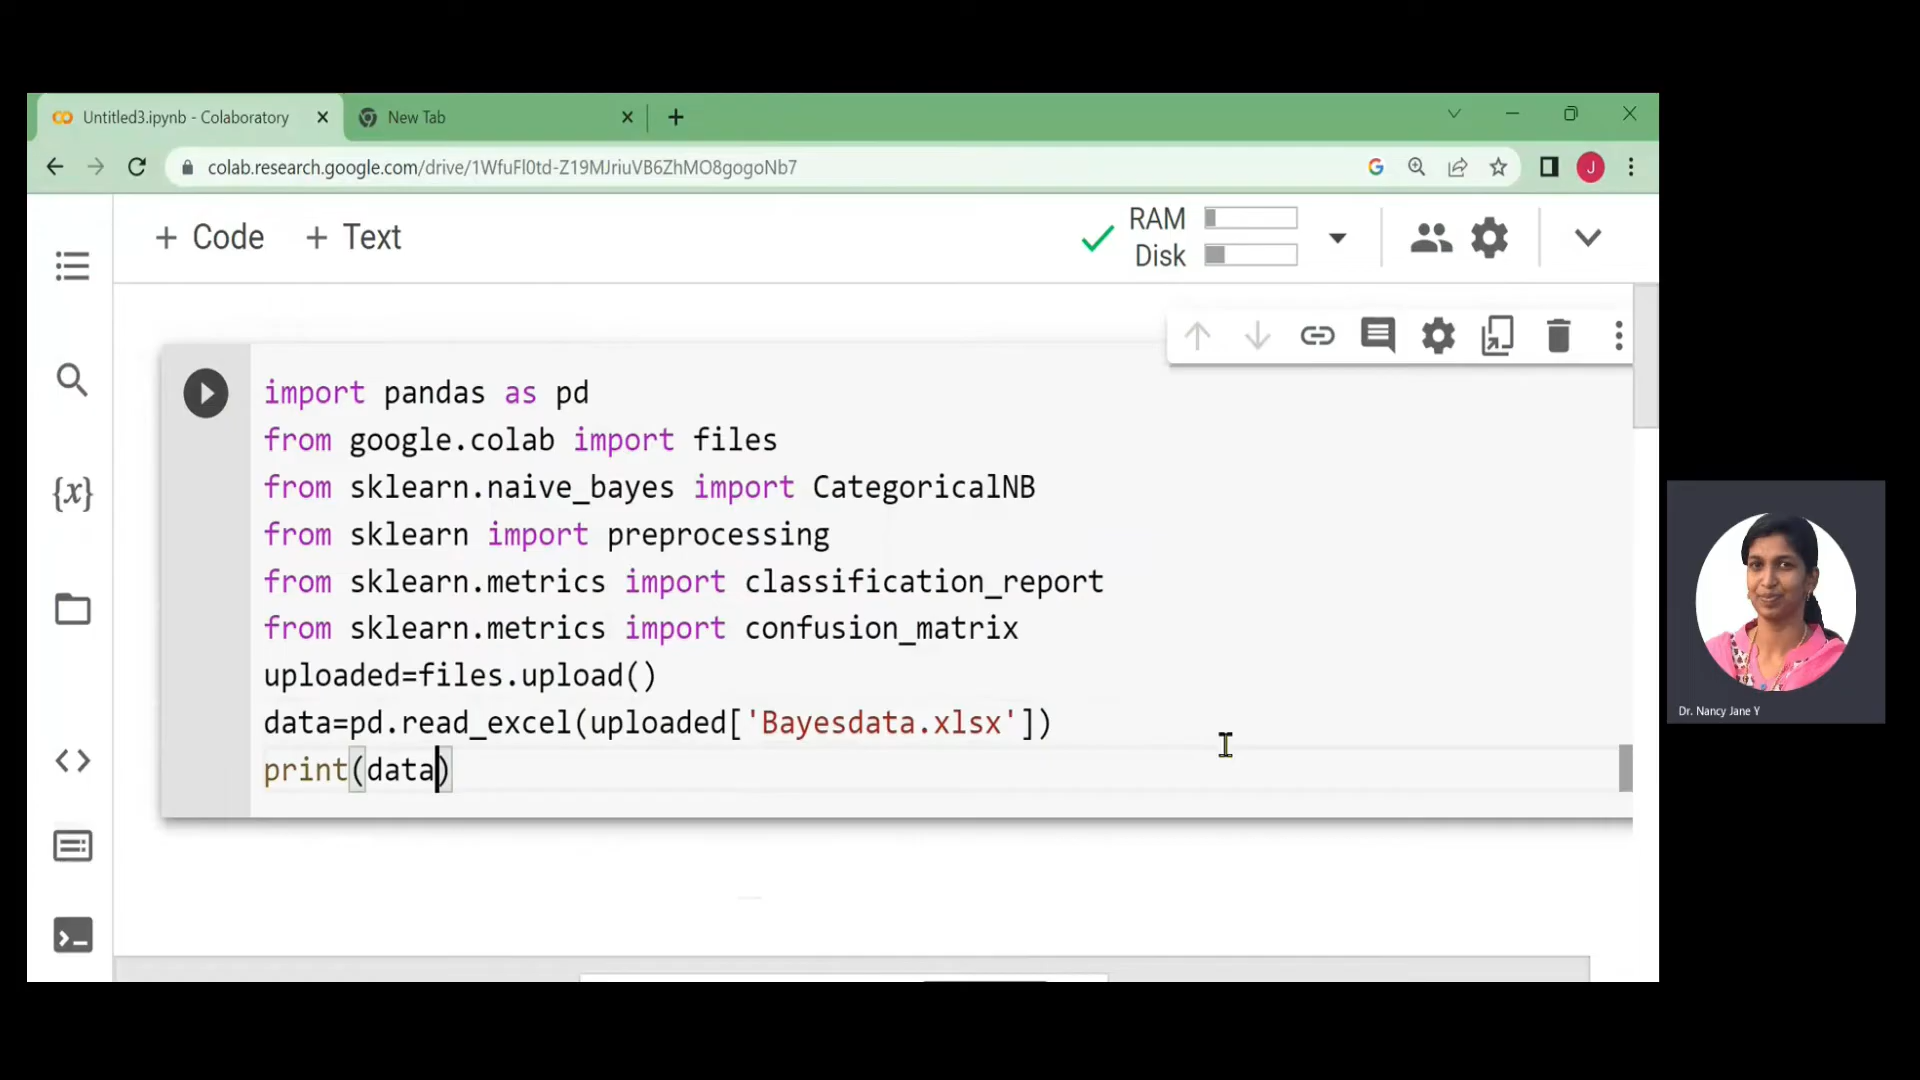 Untitled3.ipynb - Colaboratory
New Tab
colab.research.google.com/drive/1WfuFl0td-Z19MJriuVB6ZhMO8gogoNb7
J
+ Code + Text
RAM
Disk
import pandas as pd
from google.colab import files
from sklearn.naive_bayes import CategoricalNB
from sklearn import preprocessing
from sklearn.metrics import classification_report
from sklearn.metrics import confusion_matrix
uploaded=files.upload()
data=pd.read_excel(uploaded['Bayesdata.xlsx'])
print(data)
Dr. Nancy Jane Y